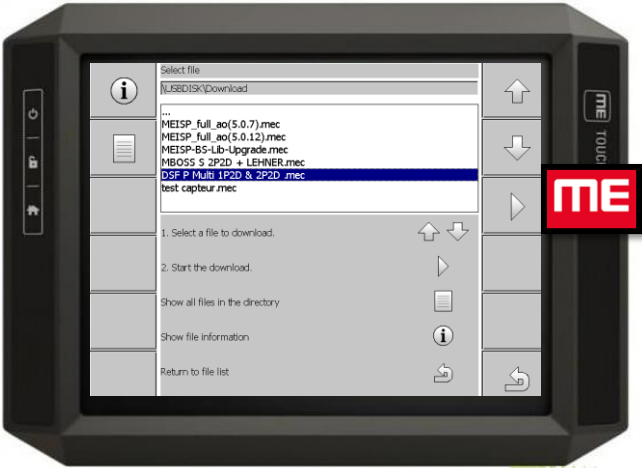 Select file
\USBDISK\Download
...
MEISP_full_ao(5.0.7).mec
MEISP_full_ao(5.0.12).mec
MEISP-BS-Lib-Upgrade.mec
MBOSS S 2P2D + LEHNER.mec
DSF P Multi 1P2D & 2P2D .mec
test capteur.mec
1. Select a file to download.
2. Start the download.
Show all files in the directory
Show file information
Return to file list
ME TOUC
ME